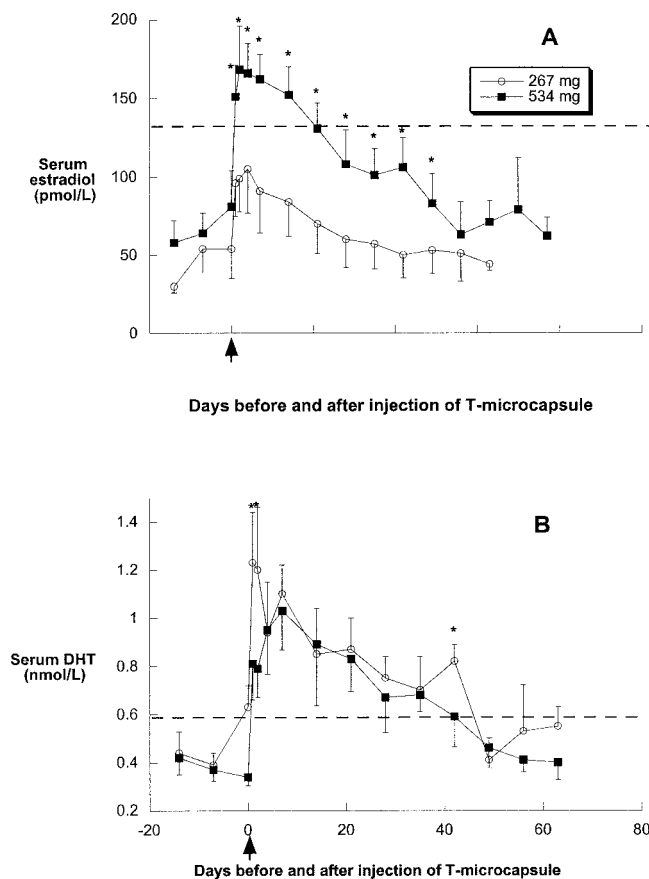 A
267 mg
534 mg
200
150
100
50
0
Serum
estradiol
(pmol/L)
* * * * * * * * * * *
Days before and after injection of T-microcapsule
B
1.4
1.2
1
0.8
0.6
0.4
0.2
Serum DHT
(nmol/L)
** *
-20 0 20 40 60 80
Days before and after injection of T-microcapsule